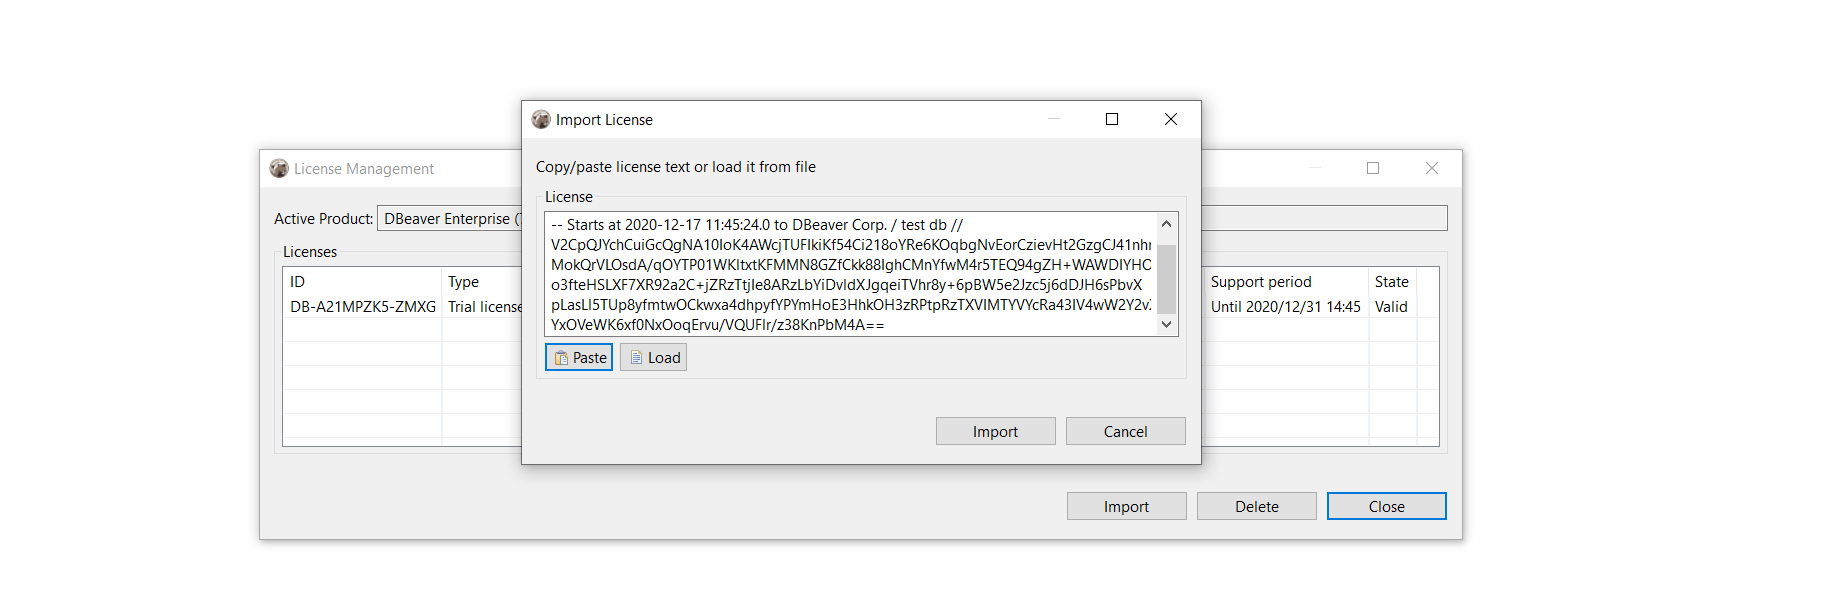 Import License
Copy/paste license text or load it from file
License
-- Starts at 2020-12-17 11:45:24.0 to DBeaver Corp. / test db //
V2CpQJYchCuiGcQgNA10IoK4AWcjTUFIkiKf54Ci218oYRe6KOqbgNvEorCzievHt2GzgCJ41nhr
MokQrVLOsdA/qOYTP01WKItxtKFMMN8GZfCkk88IghCMnYfwM4r5TEQ94gZH+WAWDIYHO
o3fteHSLXF7XR92a2C+jZRzTtjIe8ARzLbYiDvIdXJgqeiTVhr8y+6pBW5e2Jzc5j6dDJH6sPbvX
pLasLI5TUp8yfmtwOCkwxa4dhpyfYPYmHoE3HhkOH3zRPtpRzTXVIMTYVYcRa43IV4wW2Y2v
YxOVeWK6xf0NxOoqErvu/VQUFIr/z38KnPbM4A==
Paste Load
Import Cancel
License Management
Active Product: DBeaver Enterprise (
Licenses
ID Type Support period State
DB-A21MPZK5-ZMXG Trial license Until 2020/12/31 14:45 Valid
Import Delete Close